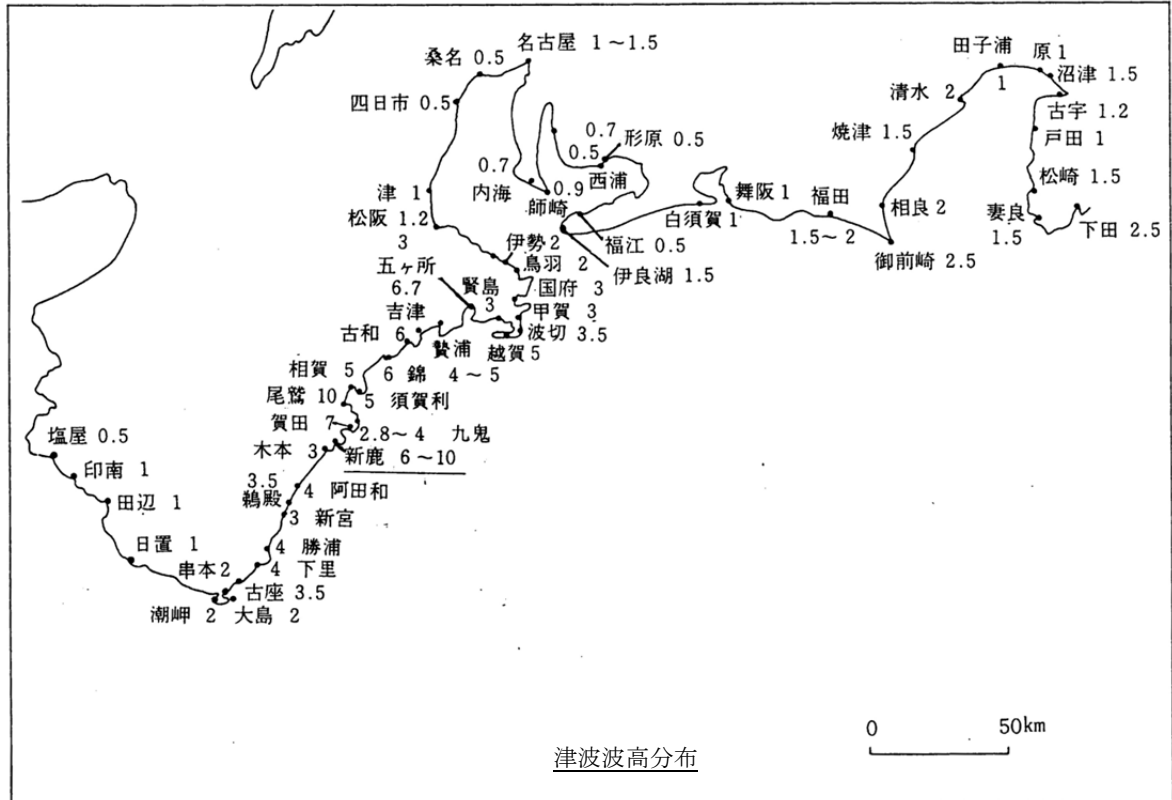 名古屋 1～1.5
桑名 0.5
四日市 0.5
津 1
松阪 1.2
3
伊勢 2
鳥羽 2
国府 3
甲賀 3
波切 3.5
越賀 5
賢島
3
五ヶ所
6.7
吉津
贄浦
4～5
古和 6
6 錦
相賀 5
5 須賀利
尾鷲 10
賀田 7
2.8～4 九鬼
新鹿 6～10
木本 3
4 阿田和
3.5
鵜殿
3 新宮
4 勝浦
4 下里
古座 3.5
串本 2
潮岬 2
大島 2
日置 1
田辺 1
印南 1
塩屋 0.5
0.7
内海
0.9
師崎
0.7
0.5
形原 0.5
西浦
福江 0.5
伊良湖 1.5
白須賀 1
舞阪 1
福田
1.5～2
御前崎 2.5
相良 2
焼津 1.5
清水 2
田子浦
1
原 1
沼津 1.5
古宇 1.2
戸田 1
松崎 1.5
妻良
1.5
下田 2.5
0 50km
津波波高分布